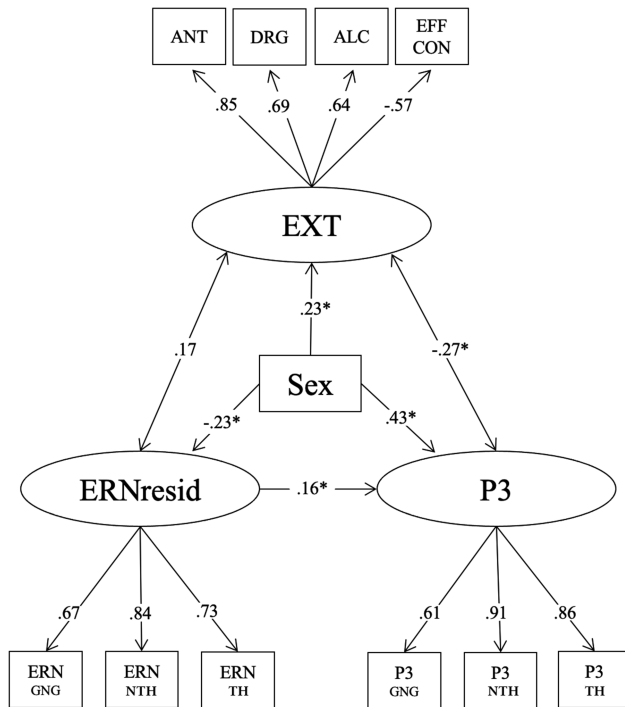 ANT
DRG
ALC
EFF
CON
.85
.69
.64
-.57
EXT
.23*
.17
-.27*
Sex
-.23*
.43*
ERNresid
.16*
P3
.67
.84
.73
.61
.91
.86
ERN
GNG
ERN
NTH
ERN
TH
P3
GNG
P3
NTH
P3
TH